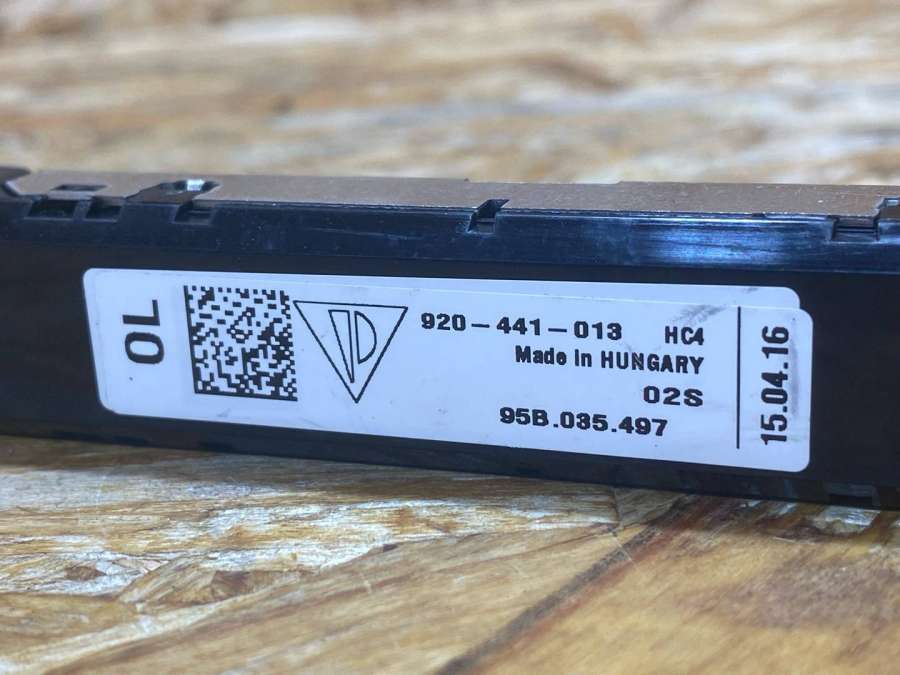 OL
920-441-013 HC4
Made in HUNGARY
02S
95B.035.497
15.04.16